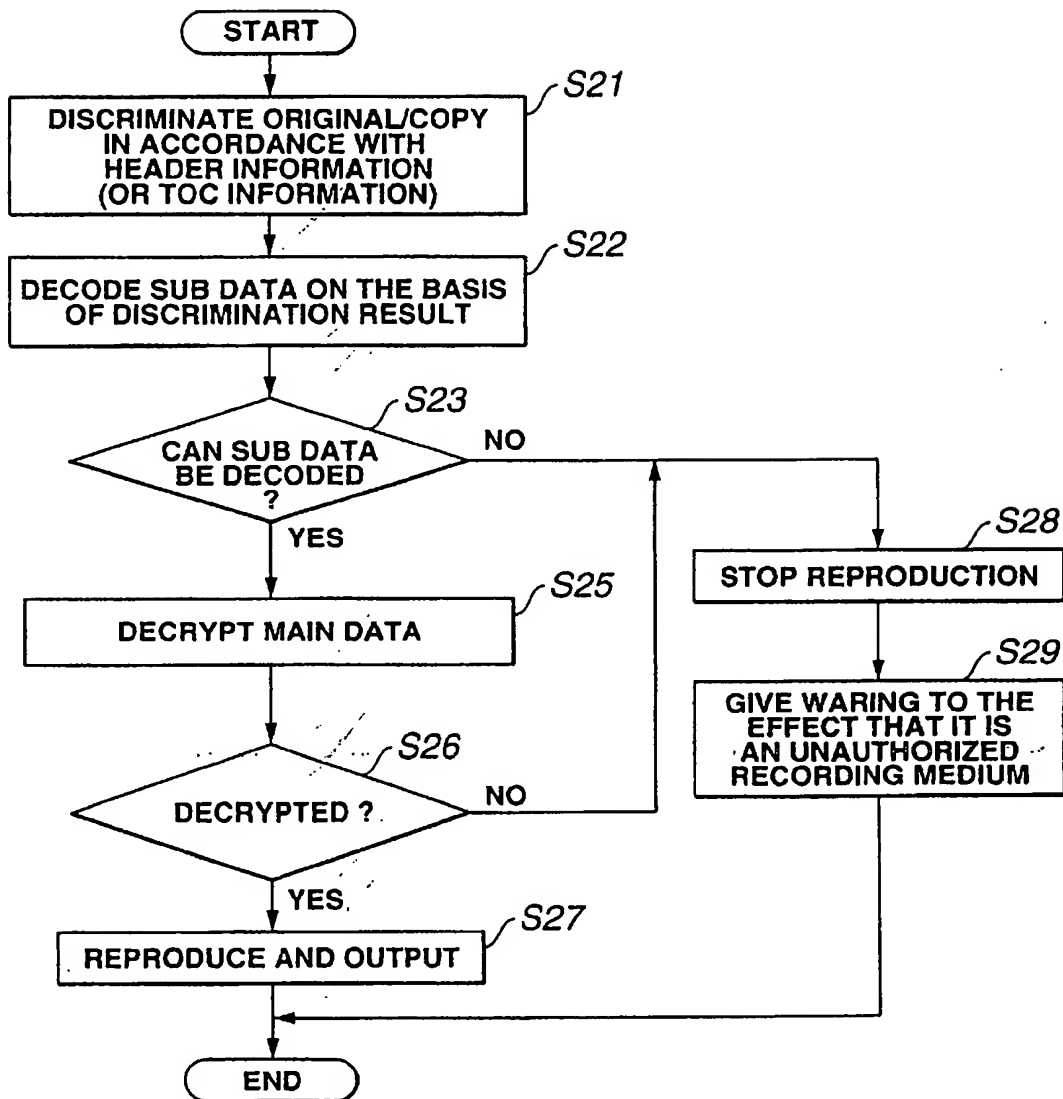 START
S21
DISCRIMINATE ORIGINAL/COPY
IN ACCORDANCE WITH
HEADER INFORMATION
(OR TOC INFORMATION)
S22
DECODE SUB DATA ON THE BASIS
OF DISCRIMINATION RESULT
S23
CAN SUB DATA
BE DECODED
?
NO
YES
S25
DECRYPT MAIN DATA
S26
DECRYPTED ?
NO
YES
S27
REPRODUCE AND OUTPUT
S28
STOP REPRODUCTION
S29
GIVE WARING TO THE
EFFECT THAT IT IS
AN UNAUTHORIZED
RECORDING MEDIUM
END